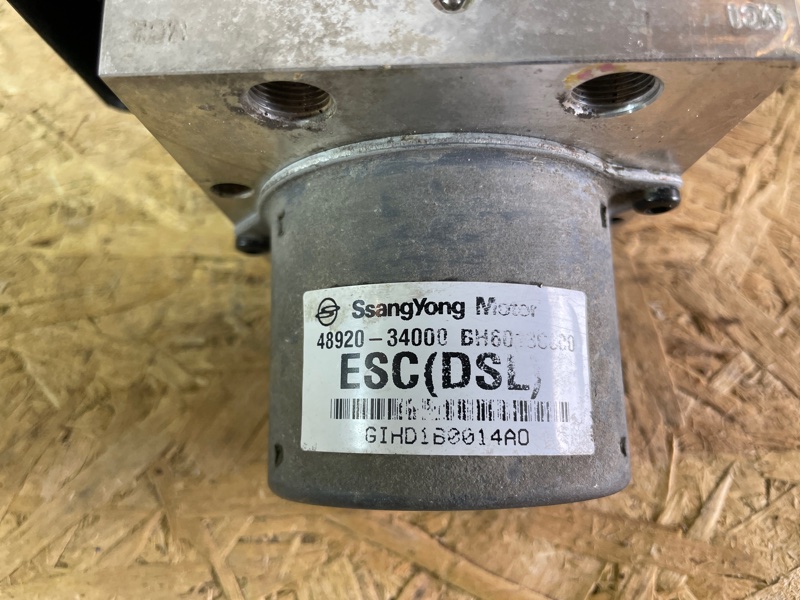 SsangYong Motor
48920-34000
ESC(DSL)
GIHD1B0014A0